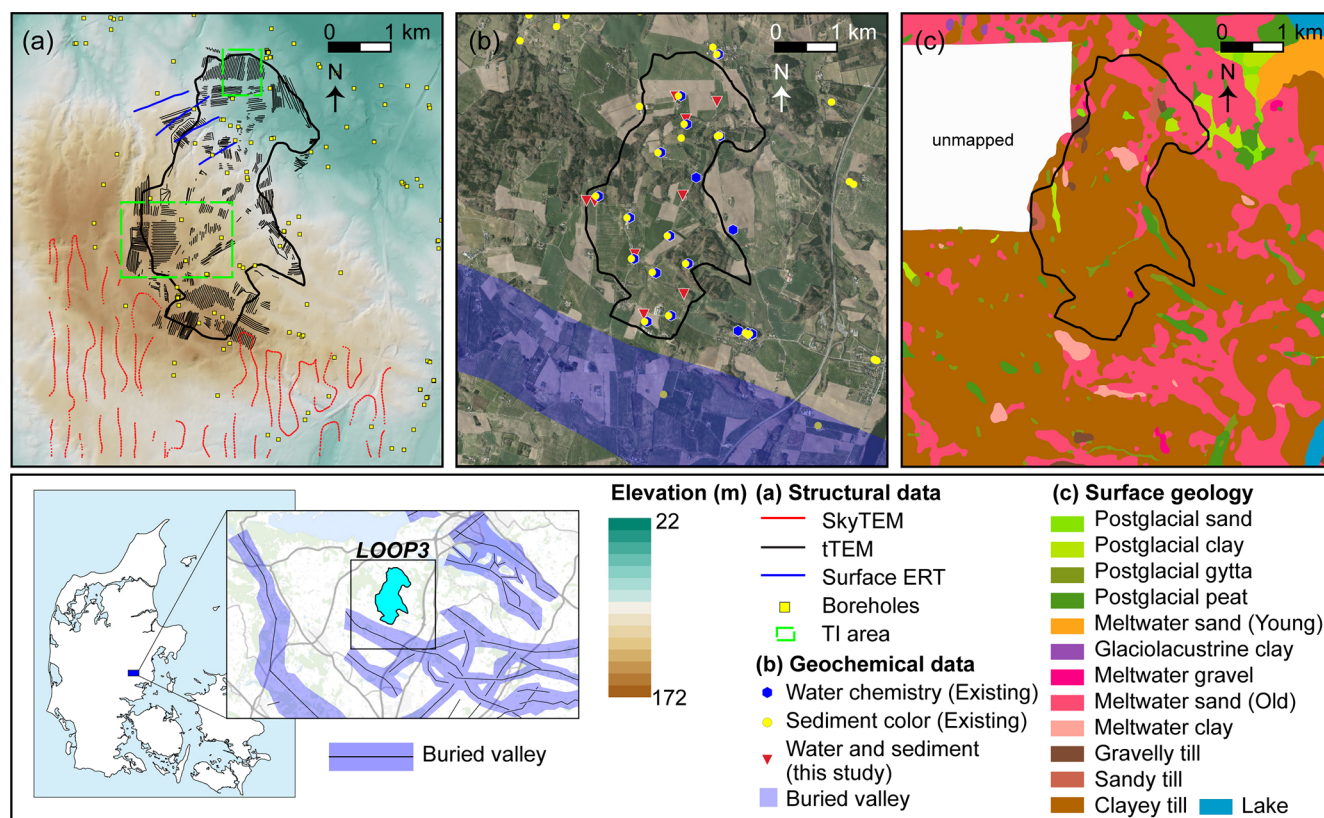 (a)
0 1 km
N
(b)
0 1 km
N
(c)
0 1 km
N
unmapped
LOOP3
Buried valley
Elevation (m)
22
172
(a) Structural data
SkyTEM
tTEM
Surface ERT
Boreholes
TI area
(b) Geochemical data
Water chemistry (Existing)
Sediment color (Existing)
Water and sediment
(this study)
Buried valley
(c) Surface geology
Postglacial sand
Postglacial clay
Postglacial gytta
Postglacial peat
Meltwater sand (Young)
Glaciolacustrine clay
Meltwater gravel
Meltwater sand (Old)
Meltwater clay
Gravelly till
Sandy till
Clayey till
Lake